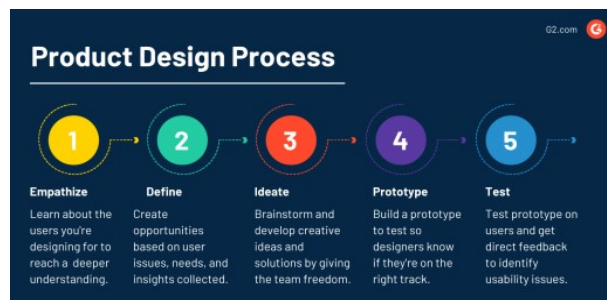 G2.com
Product Design Process
1
2
3
4
5
Empathize
Learn about the
users you're
designing for to
reach a deeper
understanding.
Define
Create
opportunities
based on user
issues, needs, and
insights collected.
Ideate
Brainstorm and
develop creative
ideas and
solutions by giving
the team freedom.
Prototype
Build a prototype
to test so
designers know
if they're on the
right track.
Test
Test prototype on
users and get
direct feedback
to identify
usability issues.